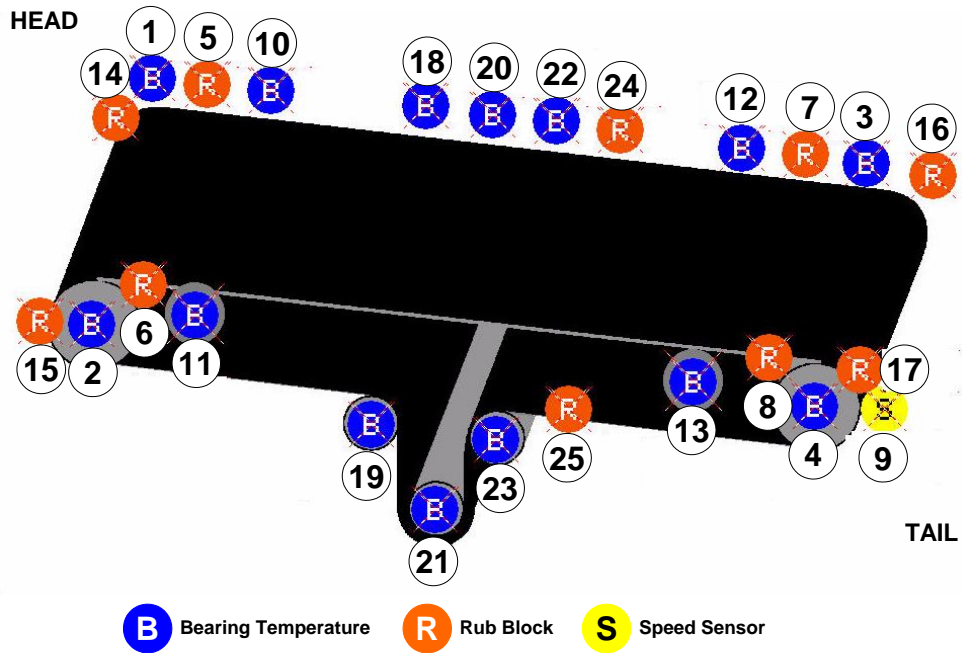 HEAD
1
5
10
14
B
R
B
R
18
20
22
24
B
B
B
R
12
7
3
16
B
R
B
R
R
R
B
B
6
15
2
11
R
R
B
B
S
17
8
13
4
9
B
B
R
19
23
25
B
21
TAIL
B Bearing Temperature
R Rub Block
S Speed Sensor